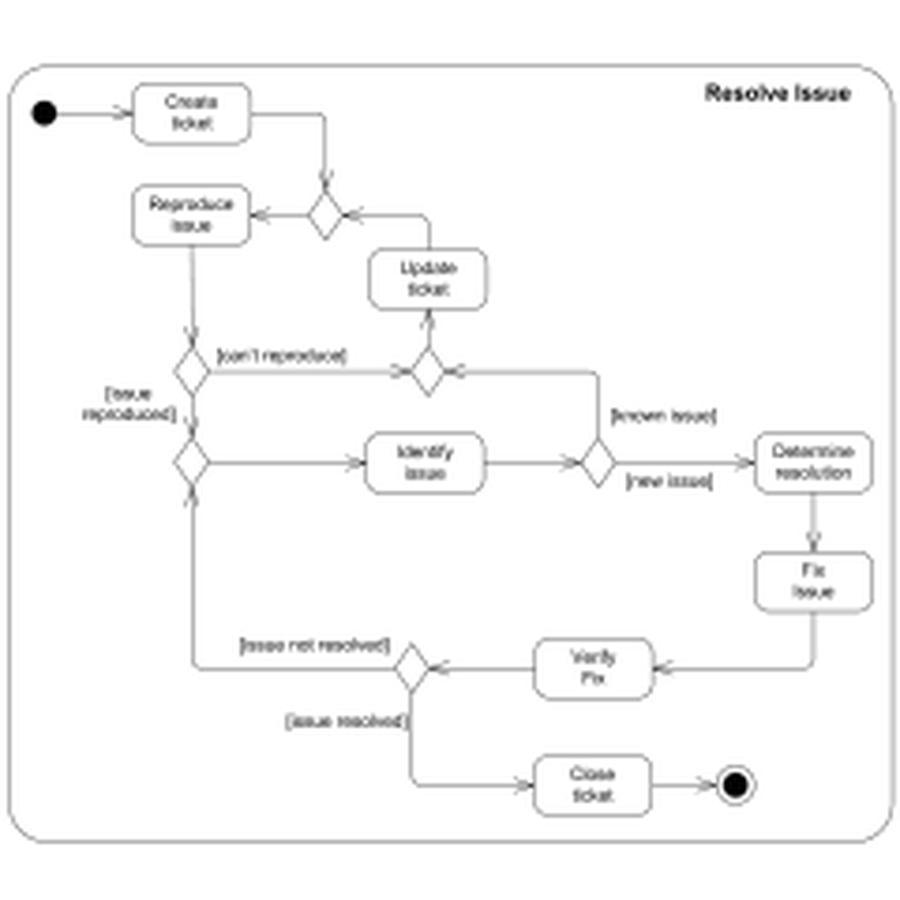 Resolve Issue
Create
ticket
Reproduce
issue
Update
ticket
[can't reproduce]
[issue
reproduced]
[known issue]
Identify
issue
Determine
resolution
[new issue]
Fix
issue
[issue not resolved]
Verify
Fix
[issue resolved]
Close
ticket